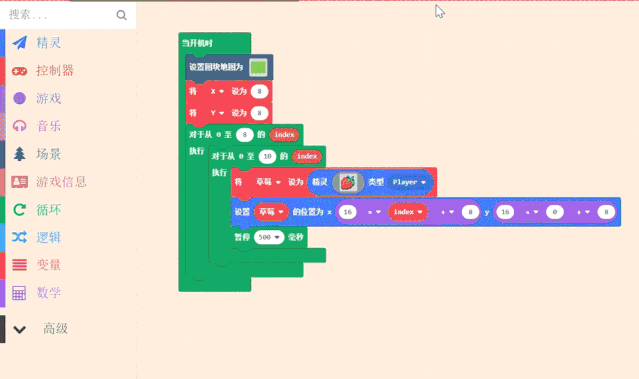 搜索...
精灵
控制器
游戏
音乐
场景
游戏信息
循环
逻辑
变量
数学
高级
当开机时
设置图块地图为
将 X 设为 8
将 Y 设为 8
对于从 0 至 8 的 index
执行
对于从 0 至 10 的 index
执行
将 草莓 设为 精灵 类型 Player
设置 草莓 的位置为 x 16 × index + 8 y 16 × 0 + 8
暂停 500 毫秒